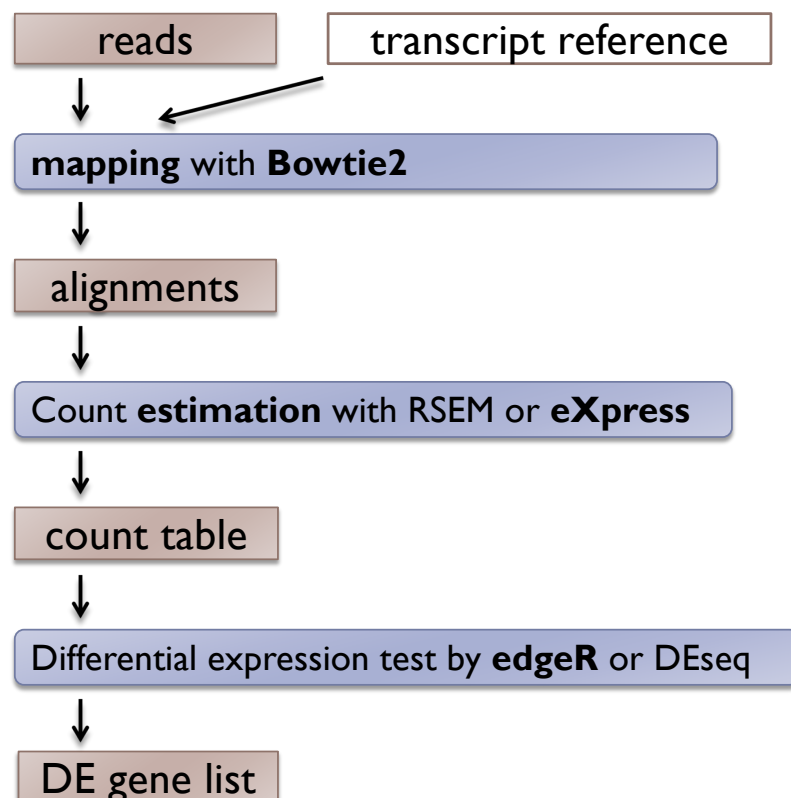 reads
transcript reference
mapping with Bowtie2
alignments
Count estimation with RSEM or eXpress
count table
Differential expression test by edgeR or DEseq
DE gene list